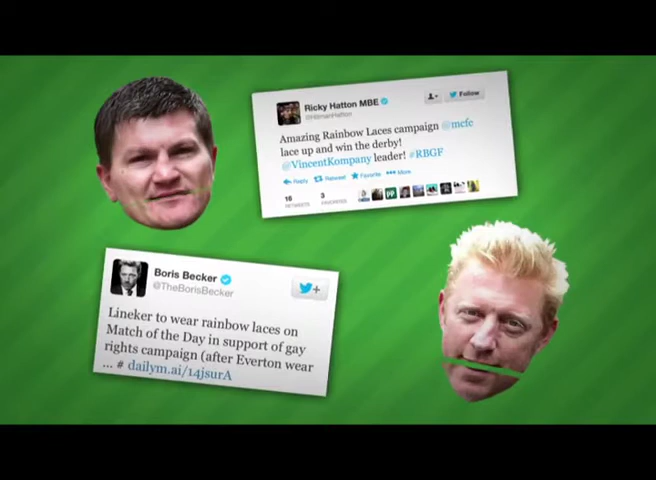 Ricky Hatton MBE
@HitmanHatton
Follow
Amazing Rainbow Laces campaign @mcfc
lace up and win the derby!
@VincentKompany leader! #RBGF
Reply Retweet Favorite More
16 3
RETWEETS FAVORITES
Boris Becker
@TheBorisBecker
Lineker to wear rainbow laces on
Match of the Day in support of gay
rights campaign (after Everton wear
... # dailym.ai/14jsurA